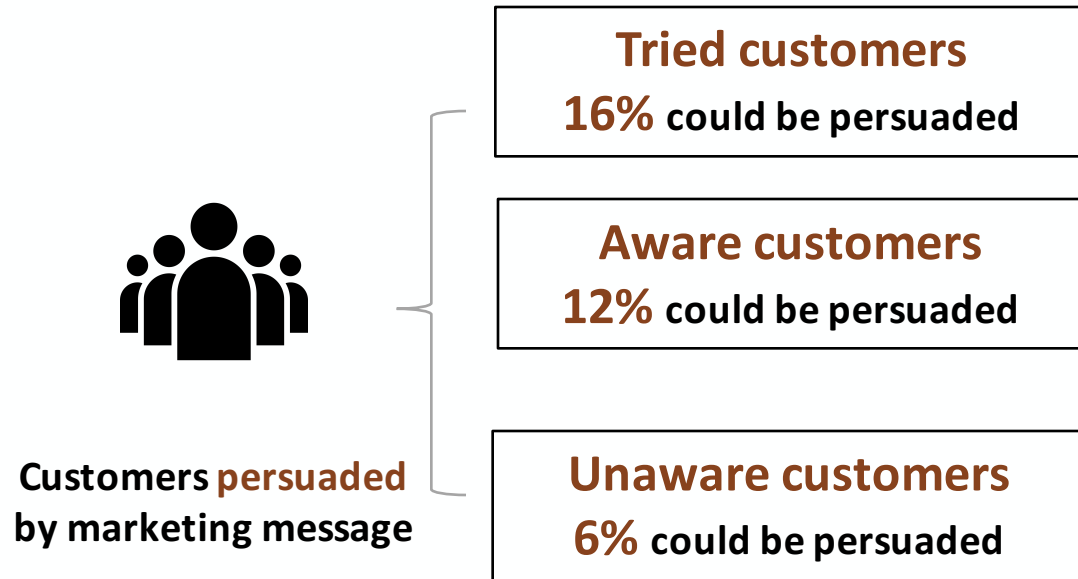 Tried customers
16% could be persuaded
Aware customers
12% could be persuaded
Customers persuaded
by marketing message
Unaware customers
6% could be persuaded